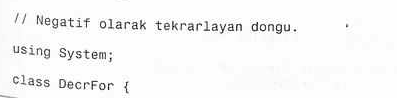 // Negatif olarak tekrarlayan dongu.
using System;
class DecrFor {